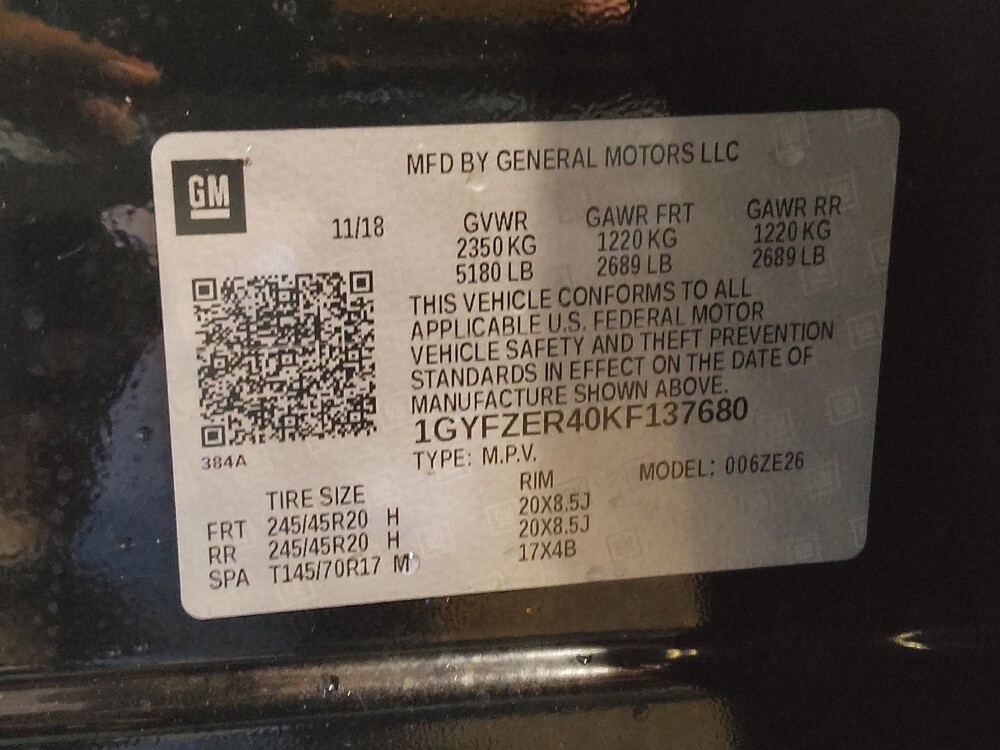 GM
MFD BY GENERAL MOTORS LLC
11/18 GVWR GAWR FRT GAWR RR
2350 KG 1220 KG 1220 KG
5180 LB 2689 LB 2689 LB
THIS VEHICLE CONFORMS TO ALL
APPLICABLE U.S. FEDERAL MOTOR
VEHICLE SAFETY AND THEFT PREVENTION
STANDARDS IN EFFECT ON THE DATE OF
MANUFACTURE SHOWN ABOVE.
1GYFZER40KF137680
384A
TYPE: M.P.V. MODEL: 006ZE26
TIRE SIZE RIM
FRT 245/45R20 H 20X8.5J
RR 245/45R20 H 20X8.5J
SPA T145/70R17 M 17X4B